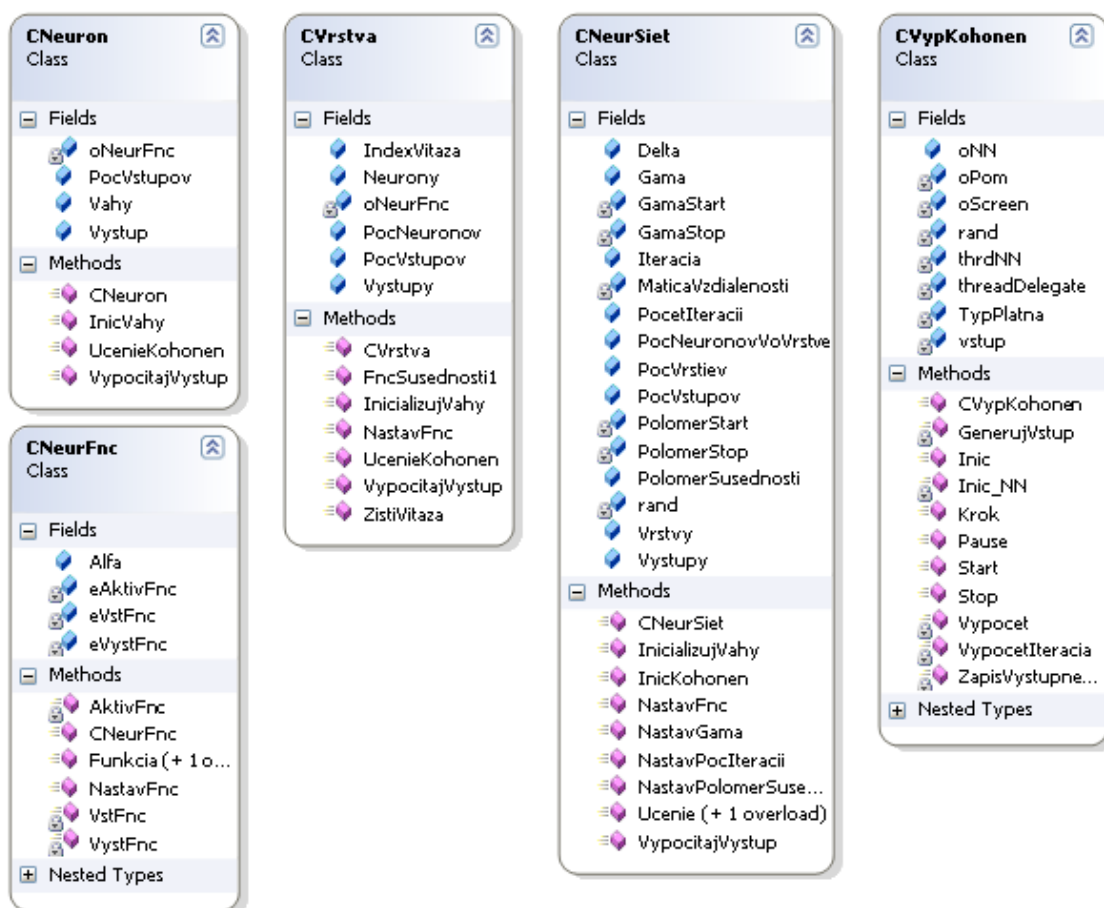 CNeuron
Class
Fields
oNeurFnc
PocVstupov
Vahy
Vystup
Methods
CNeuron
InicVahy
UcenieKohonen
VypocitajVystup
CNeurFnc
Class
Fields
Alfa
eAktivFnc
eVstFnc
eVystFnc
Methods
AktivFnc
CNeurFnc
Funkcia (+ 1 o...
NastavFnc
VstFnc
VystFnc
Nested Types
CVrstva
Class
Fields
IndexVitaza
Neurony
oNeurFnc
PocNeuronov
PocVstupov
Vystupy
Methods
CVrstva
FncSusednosti1
InicializujVahy
NastavFnc
UcenieKohonen
VypocitajVystup
ZistiVitaza
CNeurSiet
Class
Fields
Delta
Gama
GamaStart
GamaStop
Iteracia
MaticaVzdialenosti
PocetIteracii
PocNeuronovVoVrstve
PocVrstiev
PocVstupov
PolomerStart
PolomerStop
PolomerSusednosti
rand
Vrstvy
Vystupy
Methods
CNeurSiet
InicializujVahy
InicKohonen
NastavFnc
NastavGama
NastavPocIteracii
NastavPolomerSuse...
Ucenie (+ 1 overload)
VypocitajVystup
CVypKohonen
Class
Fields
oNN
oPom
oScreen
rand
thrdNN
threadDelegate
TypPlatna
vstup
Methods
CVypKohonen
GenerujVstup
Inic
Inic_NN
Krok
Pause
Start
Stop
Vypocet
VypocetIteracia
ZapisVystupne...
Nested Types